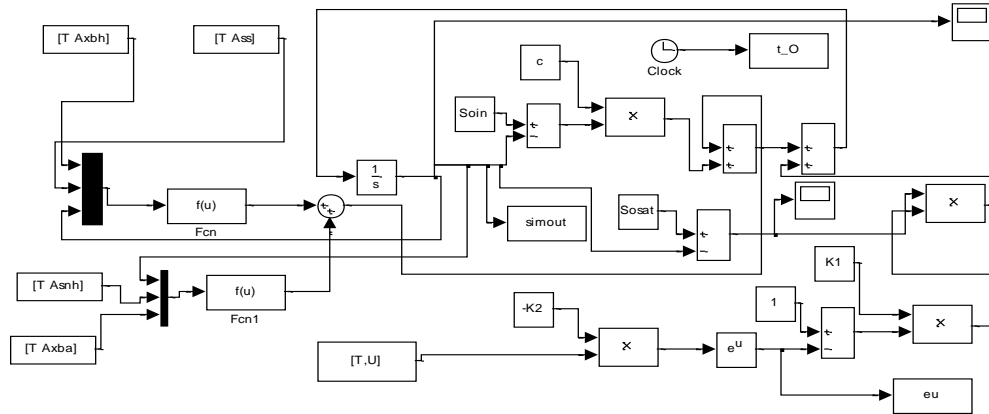 [T Axbh]
[T Ass]
Clock
t_O
c
Soin
×
+
−
+
+
+
+
1
s
f(u)
Fcn
+
+
simout
Sosat
+
−
×
[T Asnh]
f(u)
Fcn1
[T Axba]
K1
-K2
1
×
[T,U]
×
e^u
+
−
eu